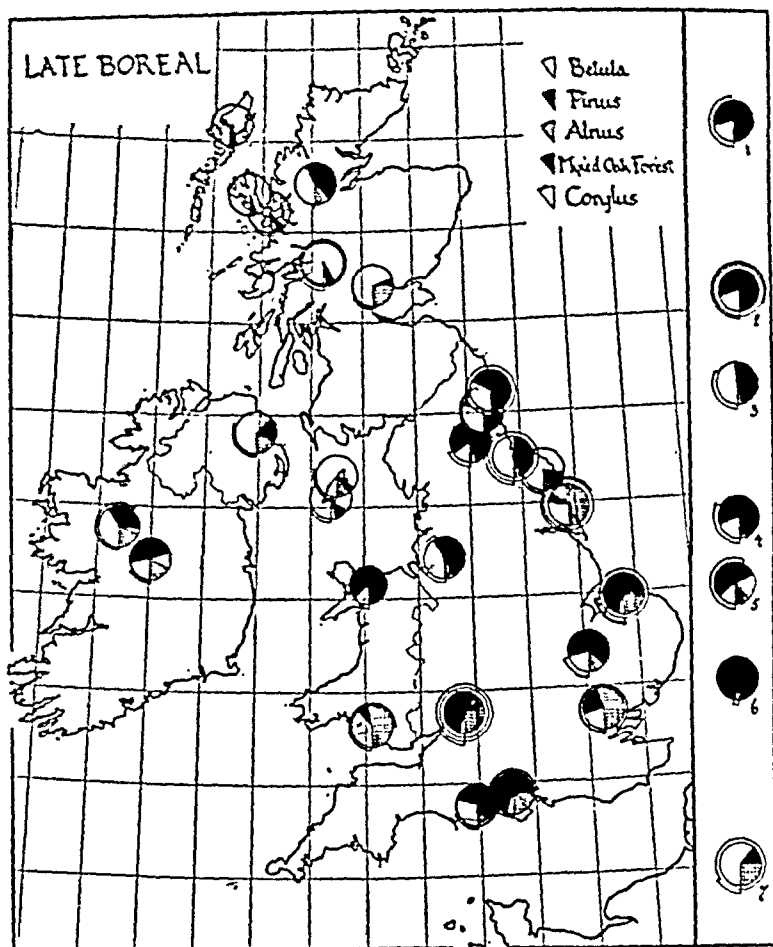 LATE BOREAL
Betula
Pinus
Alnus
Mixed Oak Forest
Corylus
1
2
3
4
5
6
7